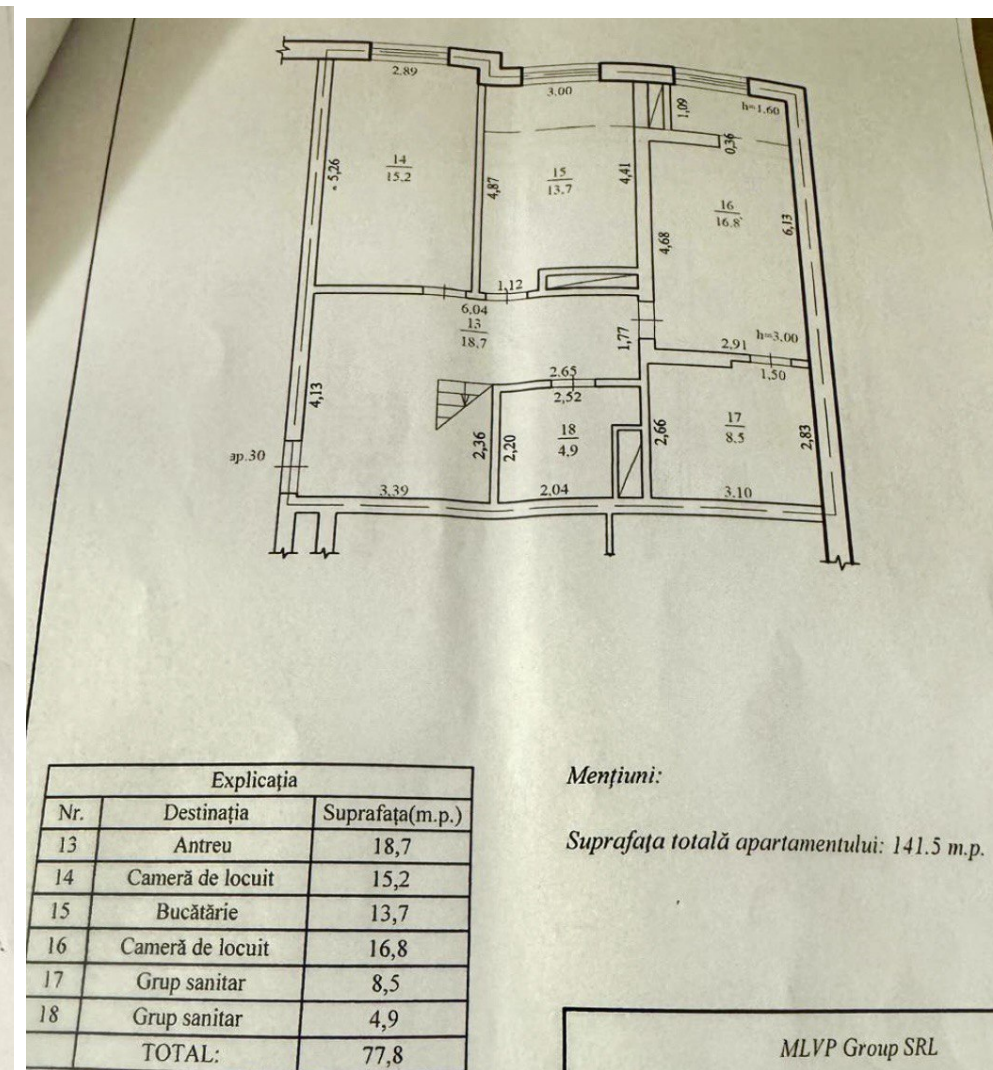 2.89
3.00
1,09
h=1.60
5,26
14
15.2
4,87
15
13.7
4,41
0,36
16
16.8
4,68
6,13
1,12
6.04
13
18.7
1,77
2.91
h=3.00
1,50
4,13
2.65
2,52
2,36
2,20
18
4.9
2,66
17
8.5
2,83
ap.30
3.39
2.04
3.10
Explicația
Nr. Destinația Suprafața(m.p.)
13 Antreu 18,7
14 Cameră de locuit 15,2
15 Bucătărie 13,7
16 Cameră de locuit 16,8
17 Grup sanitar 8,5
18 Grup sanitar 4,9
TOTAL: 77,8
Mențiuni:
Suprafața totală apartamentului: 141.5 m.p.
MLVP Group SRL